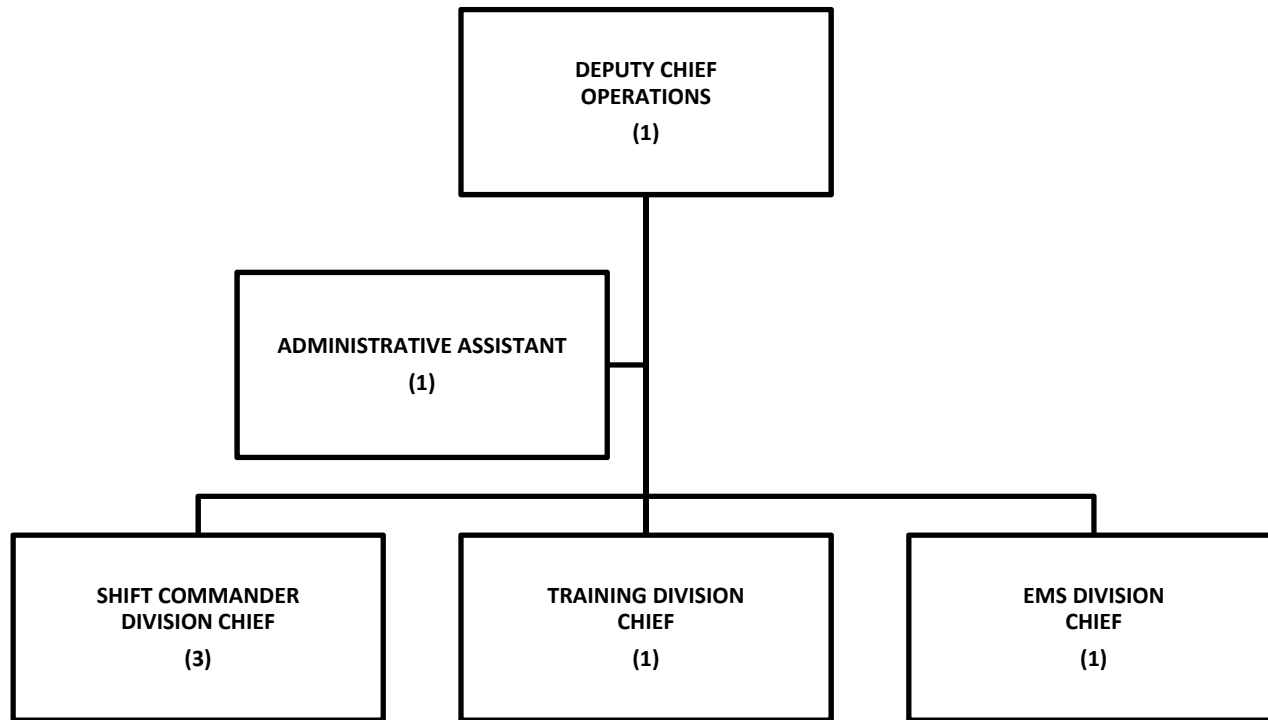 DEPUTY CHIEF
OPERATIONS
(1)
ADMINISTRATIVE ASSISTANT
(1)
SHIFT COMMANDER
DIVISION CHIEF
(3)
TRAINING DIVISION
CHIEF
(1)
EMS DIVISION
CHIEF
(1)